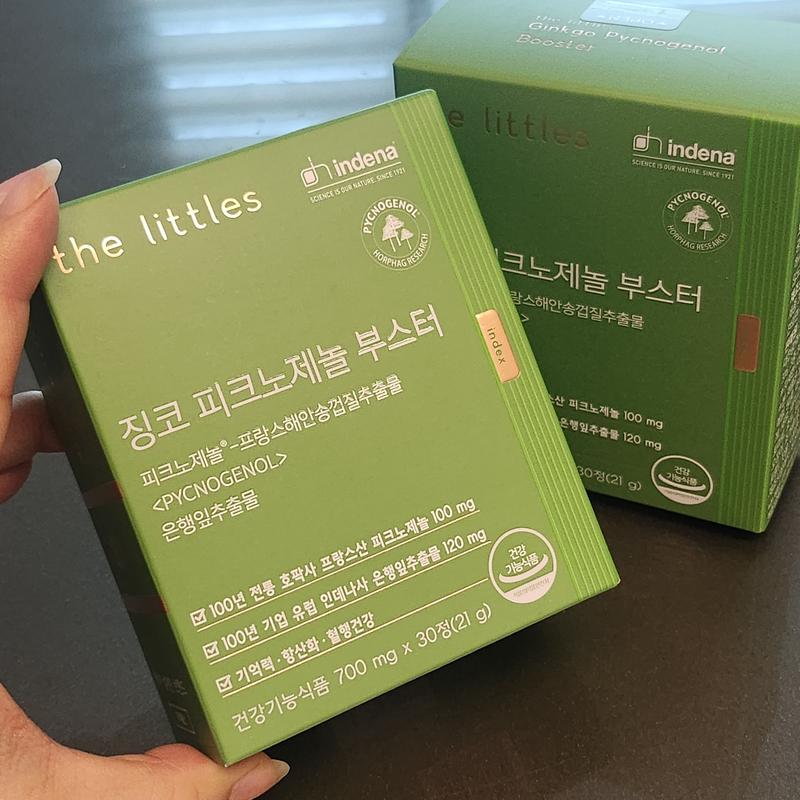 the littles
indena
SCIENCE IS OUR NATURE. SINCE 1921
PYCNOGENOL®
HORPHAG RESEARCH
index
징코 피크노제놀 부스터
피크노제놀®-프랑스해안송껍질추출물
<PYCNOGENOL>
은행잎추출물
100년 전통 호팍사 프랑스산 피크노제놀 100 mg
100년 기업 유럽 인데나사 은행잎추출물 120 mg
기억력·항산화·혈행건강
건강기능식품 700 mg x 30정(21 g)
건강
기능식품
the littles
Ginkgo Pycnogenol
Booster
OPEN
e littles
indena
SCIENCE IS OUR NATURE. SINCE 1921
PYCNOGENOL®
HORPHAG RESEARCH
크노제놀 부스터
랑스해안송껍질추출물
>
산 피크노제놀 100 mg
은행잎추출물 120 mg
30정(21 g)
건강
기능식품